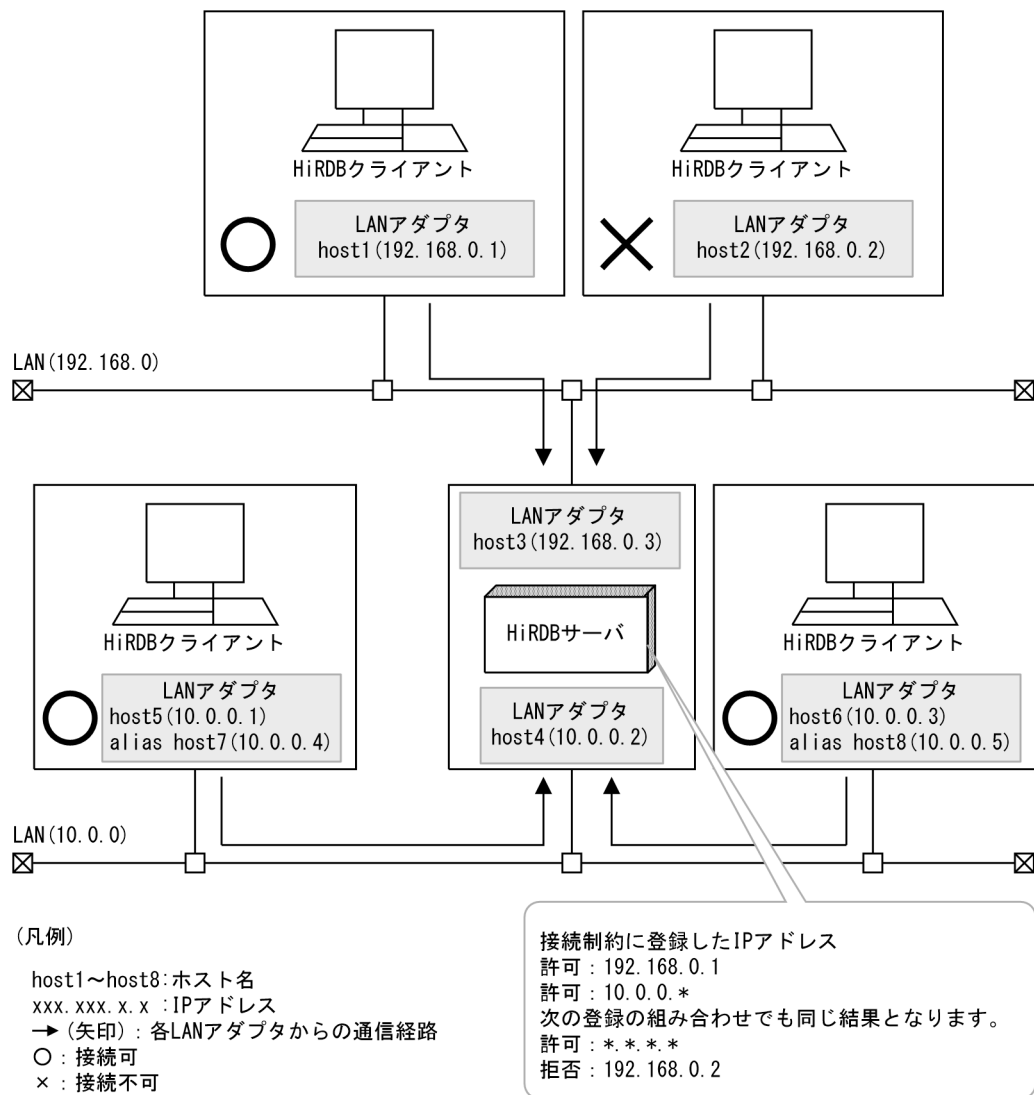 HiRDBクライアント
LANアダプタ
host1(192.168.0.1)
HiRDBクライアント
LANアダプタ
host2(192.168.0.2)
LAN(192.168.0)
HiRDBクライアント
LANアダプタ
host5(10.0.0.1)
alias host7(10.0.0.4)
LANアダプタ
host3(192.168.0.3)
HiRDBサーバ
LANアダプタ
host4(10.0.0.2)
HiRDBクライアント
LANアダプタ
host6(10.0.0.3)
alias host8(10.0.0.5)
LAN(10.0.0)
(凡例)
host1～host8:ホスト名
xxx.xxx.x.x :IPアドレス
→(矢印):各LANアダプタからの通信経路
○:接続可
×:接続不可
接続制約に登録したIPアドレス
許可:192.168.0.1
許可:10.0.0.*
次の登録の組み合わせでも同じ結果となります。
許可:*.*.*.*
拒否:192.168.0.2